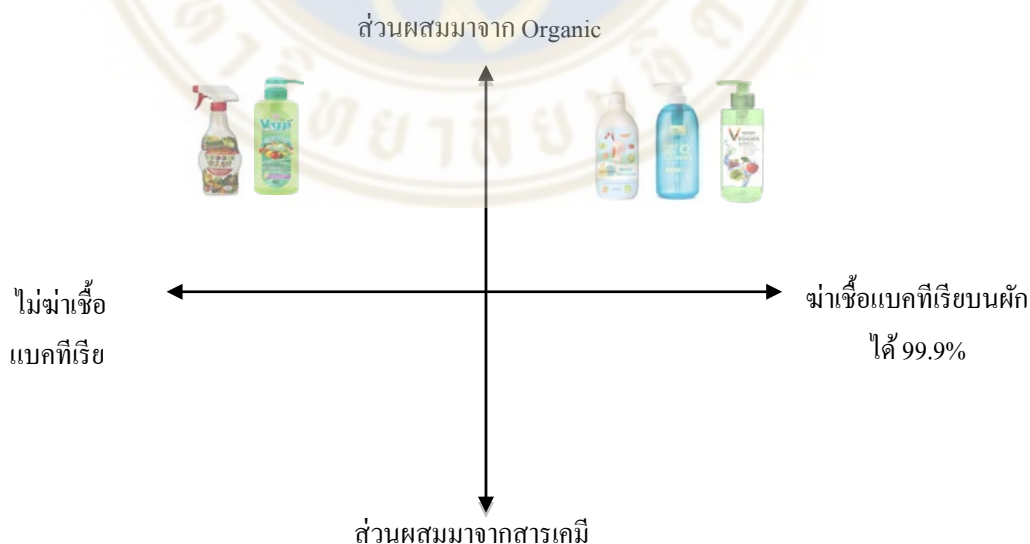 ส่วนผสมมาจาก Organic
ไม่ฆ่าเชื้อ
แบคทีเรีย
ฆ่าเชื้อแบคทีเรียบนผัก
ได้ 99.9%
ส่วนผสมมาจากสารเคมี